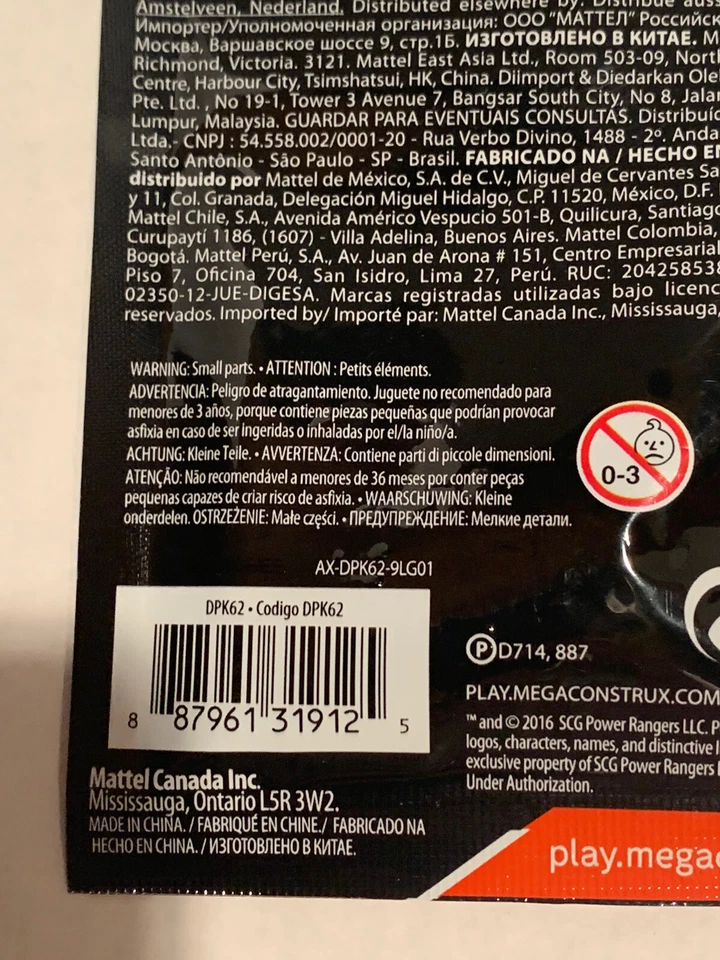 Amstelveen, Nederland. Distributed elsewhere by:
Импортер/Уполномоченная организация: ООО "МАТТЕЛ"
Москва, Варшавское шоссе 9, стр.1Б. ИЗГОТОВЛЕНО В КИТАЕ.
Richmond, Victoria. 3121. Mattel East Asia Ltd., Room 503-09,
Centre, Harbour City, Tsimshatsui, HK, China. Diimport & Diedarkan
Pte. Ltd. , No 19-1, Tower 3 Avenue 7, Bangsar South City, No 8,
Lumpur, Malaysia. GUARDAR PARA EVENTUAIS CONSULTAS.
Ltda.- CNPJ : 54.558.002/0001-20 - Rua Verbo Divino, 1488 - 2º.
Santo Antônio - São Paulo - SP - Brasil. FABRICADO NA / HECHO
distribuido por Mattel de México, S.A. de C.V., Miguel de Cervantes
y 11, Col. Granada, Delegación Miguel Hidalgo, C.P. 11520, México, D.F.
Mattel Chile, S.A., Avenida Américo Vespucio 501-B, Quilicura,
Curupaytí 1186, (1607) - Villa Adelina, Buenos Aires. Mattel Colombia,
Bogotá. Mattel Perú, S.A., Av. Juan de Arona # 151, Centro Empresarial
Piso 7, Oficina 704, San Isidro, Lima 27, Perú. RUC:
02350-12-JUE-DIGESA. Marcas registradas utilizadas bajo
reservados. Imported by/ Importé par: Mattel Canada Inc., Mississauga,
WARNING: Small parts. • ATTENTION : Petits éléments.
ADVERTENCIA: Peligro de atragantamiento. Juguete no recomendado para
menores de 3 años, porque contiene piezas pequeñas que podrían provocar
asfixia en caso de ser ingeridas o inhaladas por el/la niño/a.
ACHTUNG: Kleine Teile. • AVVERTENZA: Contiene parti di piccole dimensioni.
ATENÇÃO: Não recomendável a menores de 36 meses por conter peças
pequenas capazes de criar risco de asfixia. • WAARSCHUWING: Kleine
onderdelen. OSTRZEŻENIE: Małe części. • ПРЕДУПРЕЖДЕНИЕ: Мелкие детали.
0-3
AX-DPK62-9LG01
DPK62 • Codigo DPK62
8 87961 31912 5
Ⓟ D714, 887
PLAY.MEGACONSTRUX.COM
™ and © 2016 SCG Power Rangers LLC.
logos, characters, names, and distinctive
exclusive property of SCG Power Rangers
Under Authorization.
Mattel Canada Inc.
Mississauga, Ontario L5R 3W2.
MADE IN CHINA. / FABRIQUÉ EN CHINE./ FABRICADO NA
HECHO EN CHINA. / ИЗГОТОВЛЕНО В КИТАЕ.
play.mega